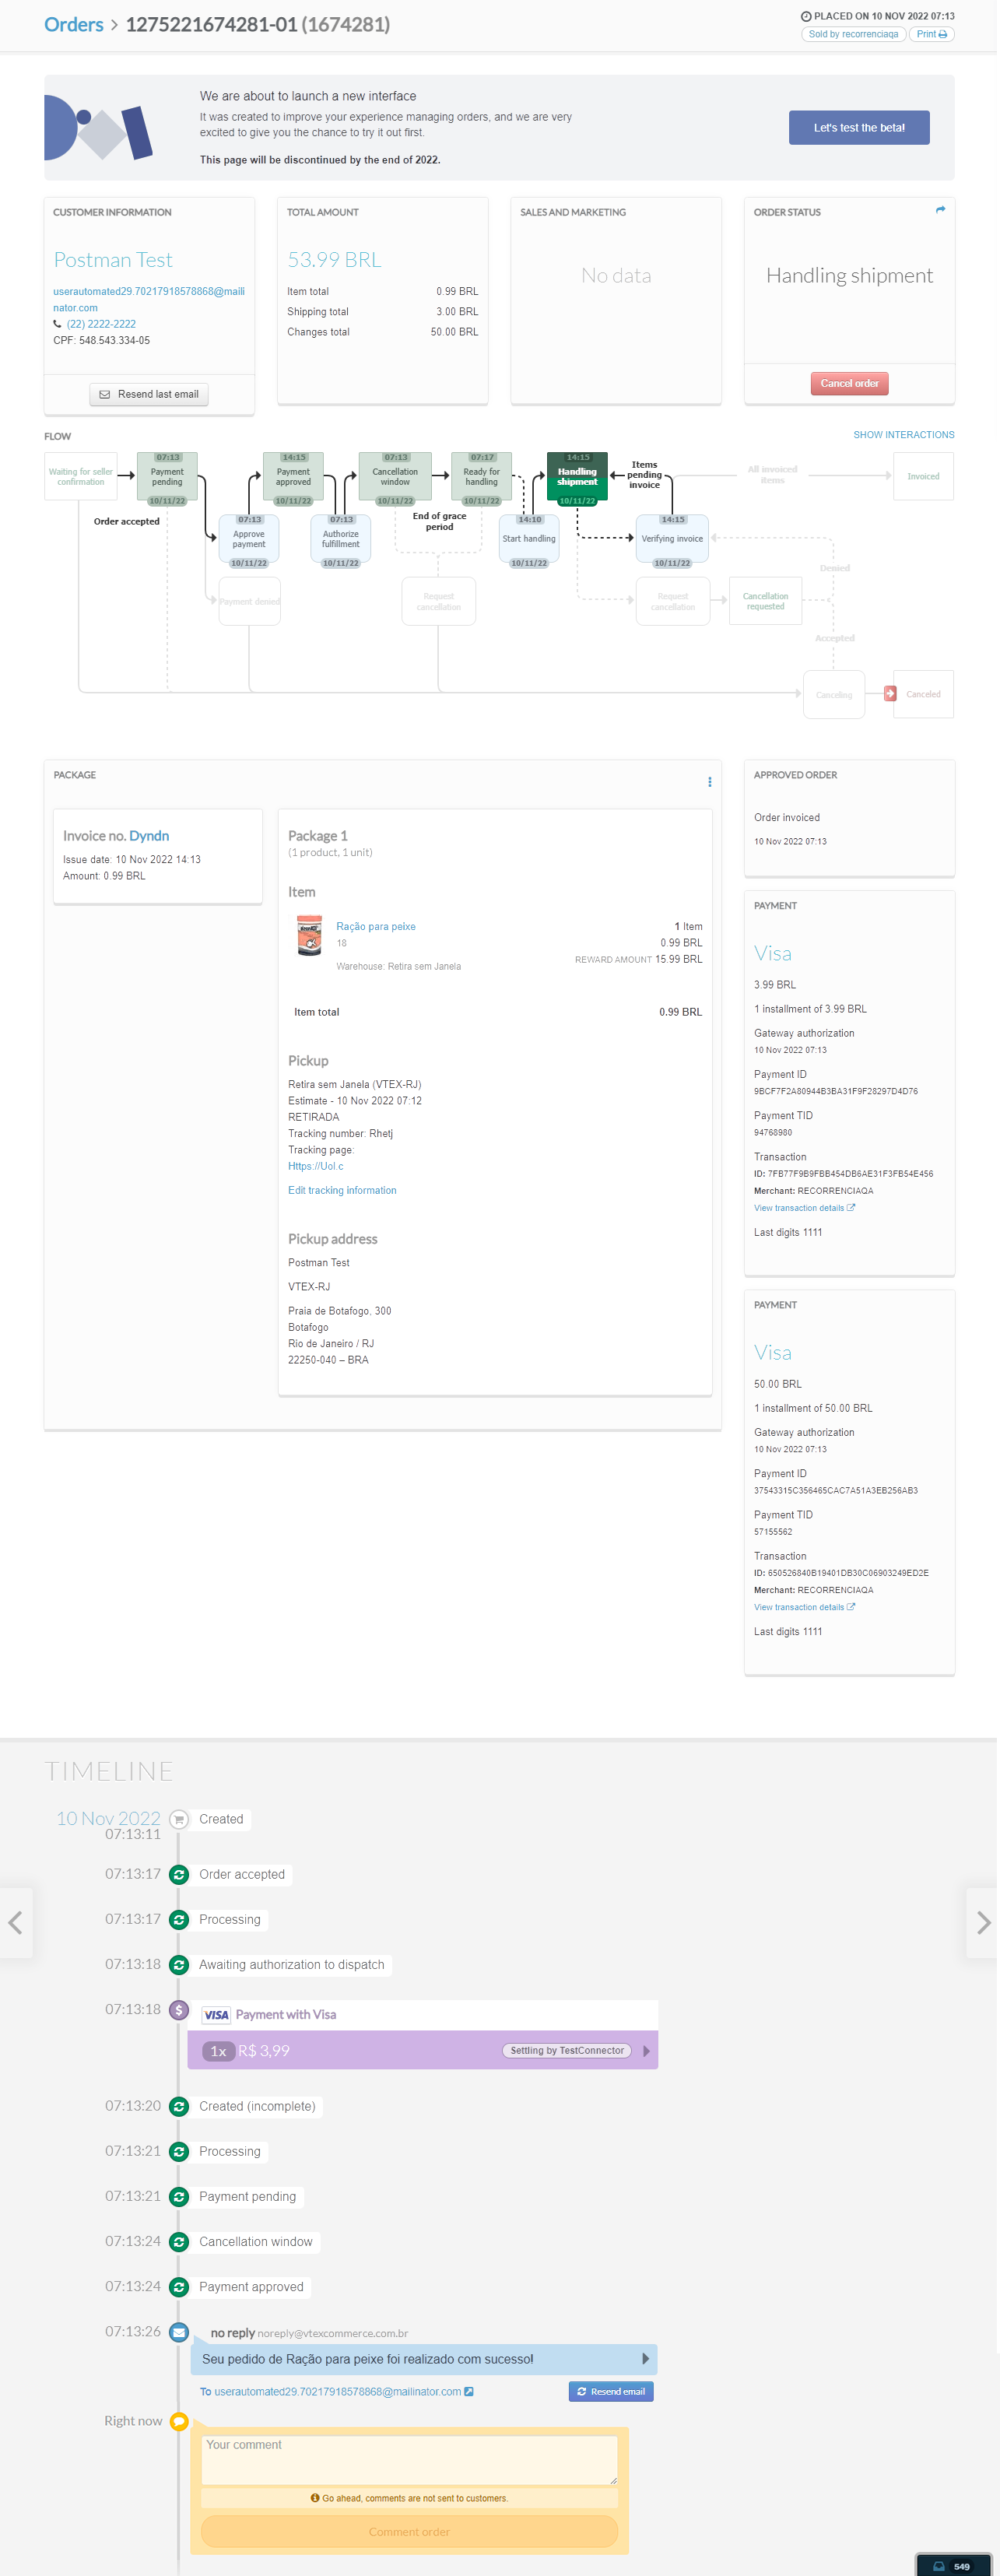 Orders > 1275221674281-01 (1674281)
PLACED ON 10 NOV 2022 07:13
Sold by recorrenciaqa
Print
We are about to launch a new interface
It was created to improve your experience managing orders, and we are very
excited to give you the chance to try it out first.
This page will be discontinued by the end of 2022.
Let's test the beta!
CUSTOMER INFORMATION
Postman Test
userautomated29.70217918578868@maili
nator.com
(22) 2222-2222
CPF: 548.543.334-05
Resend last email
TOTAL AMOUNT
53.99 BRL
Item total 0.99 BRL
Shipping total 3.00 BRL
Changes total 50.00 BRL
SALES AND MARKETING
No data
ORDER STATUS
Handling shipment
Cancel order
FLOW
SHOW INTERACTIONS
Waiting for seller
confirmation
07:13
Payment
pending
10/11/22
14:15
Payment
approved
10/11/22
07:13
Cancellation
window
10/11/22
07:17
Ready for
handling
10/11/22
14:15
Handling
shipment
10/11/22
Items
pending
invoice
All invoiced
items
Invoiced
Order accepted
07:13
Approve
payment
10/11/22
07:13
Authorize
fulfillment
10/11/22
End of grace
period
14:10
Start handling
10/11/22
14:15
Verifying invoice
10/11/22
Denied
Payment denied
Request
cancellation
Request
cancellation
Cancellation
requested
Accepted
Canceling
Canceled
PACKAGE
Invoice no. Dyndn
Issue date: 10 Nov 2022 14:13
Amount: 0.99 BRL
Package 1
(1 product, 1 unit)
Item
Ração para peixe 1 Item
18 0.99 BRL
REWARD AMOUNT 15.99 BRL
Warehouse: Retira sem Janela
Item total 0.99 BRL
Pickup
Retira sem Janela (VTEX-RJ)
Estimate - 10 Nov 2022 07:12
RETIRADA
Tracking number: Rhetj
Tracking page:
Https://Uol.c
Edit tracking information
Pickup address
Postman Test
VTEX-RJ
Praia de Botafogo, 300
Botafogo
Rio de Janeiro / RJ
22250-040 – BRA
APPROVED ORDER
Order invoiced
10 Nov 2022 07:13
PAYMENT
Visa
3.99 BRL
1 installment of 3.99 BRL
Gateway authorization
10 Nov 2022 07:13
Payment ID
9BCF7F2A80944B3BA31F9F28297D4D76
Payment TID
94768980
Transaction
ID: 7FB77F9B9FBB454DB6AE31F3FB54E456
Merchant: RECORRENCIAQA
View transaction details
Last digits 1111
PAYMENT
Visa
50.00 BRL
1 installment of 50.00 BRL
Gateway authorization
10 Nov 2022 07:13
Payment ID
37543315C356465CAC7A51A3EB256AB3
Payment TID
57155562
Transaction
ID: 650526840B19401DB30C06903249ED2E
Merchant: RECORRENCIAQA
View transaction details
Last digits 1111
TIMELINE
10 Nov 2022 Created
07:13:11
07:13:17 Order accepted
07:13:17 Processing
07:13:18 Awaiting authorization to dispatch
07:13:18 VISA Payment with Visa
1x R$ 3,99 Settling by TestConnector
07:13:20 Created (incomplete)
07:13:21 Processing
07:13:21 Payment pending
07:13:24 Cancellation window
07:13:24 Payment approved
07:13:26 no reply noreply@vtexcommerce.com.br
Seu pedido de Ração para peixe foi realizado com sucesso!
To userautomated29.70217918578868@mailinator.com Resend email
Right now
Your comment
Go ahead, comments are not sent to customers.
Comment order
549